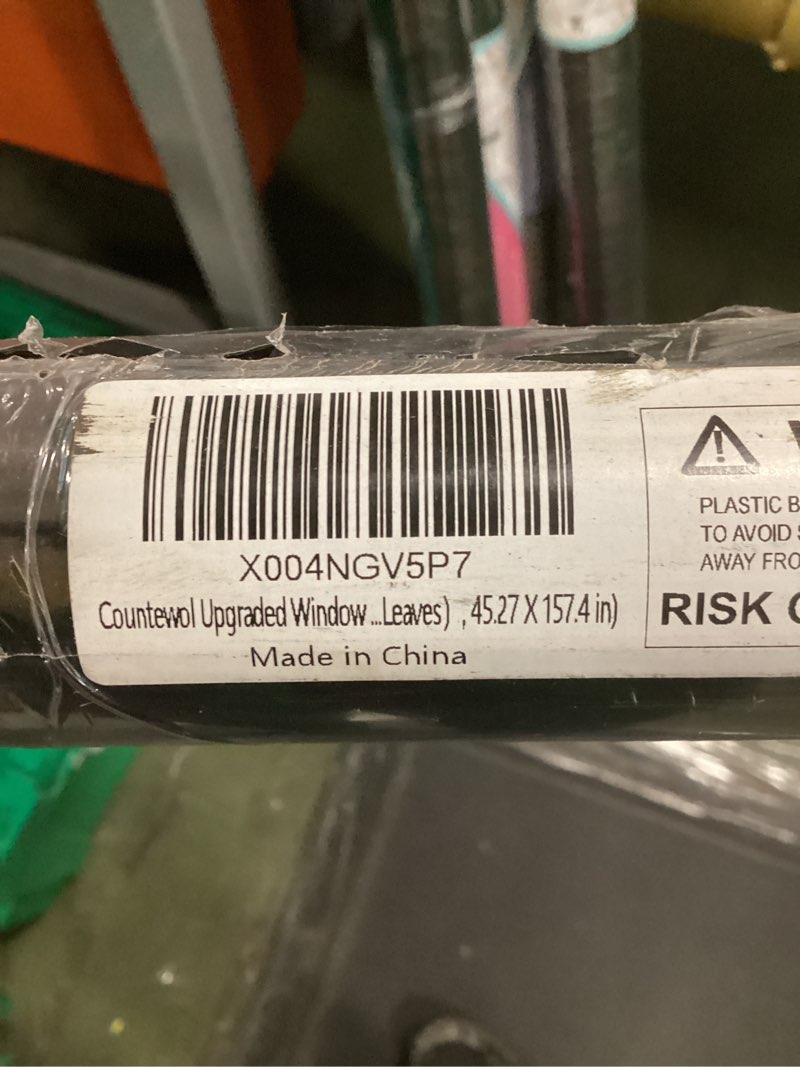 X004NGV5P7
Countewol Upgraded Window ...Leaves) , 45.27 X 157.4 in)
Made in China
PLASTIC B
TO AVOID
AWAY FRO
RISK